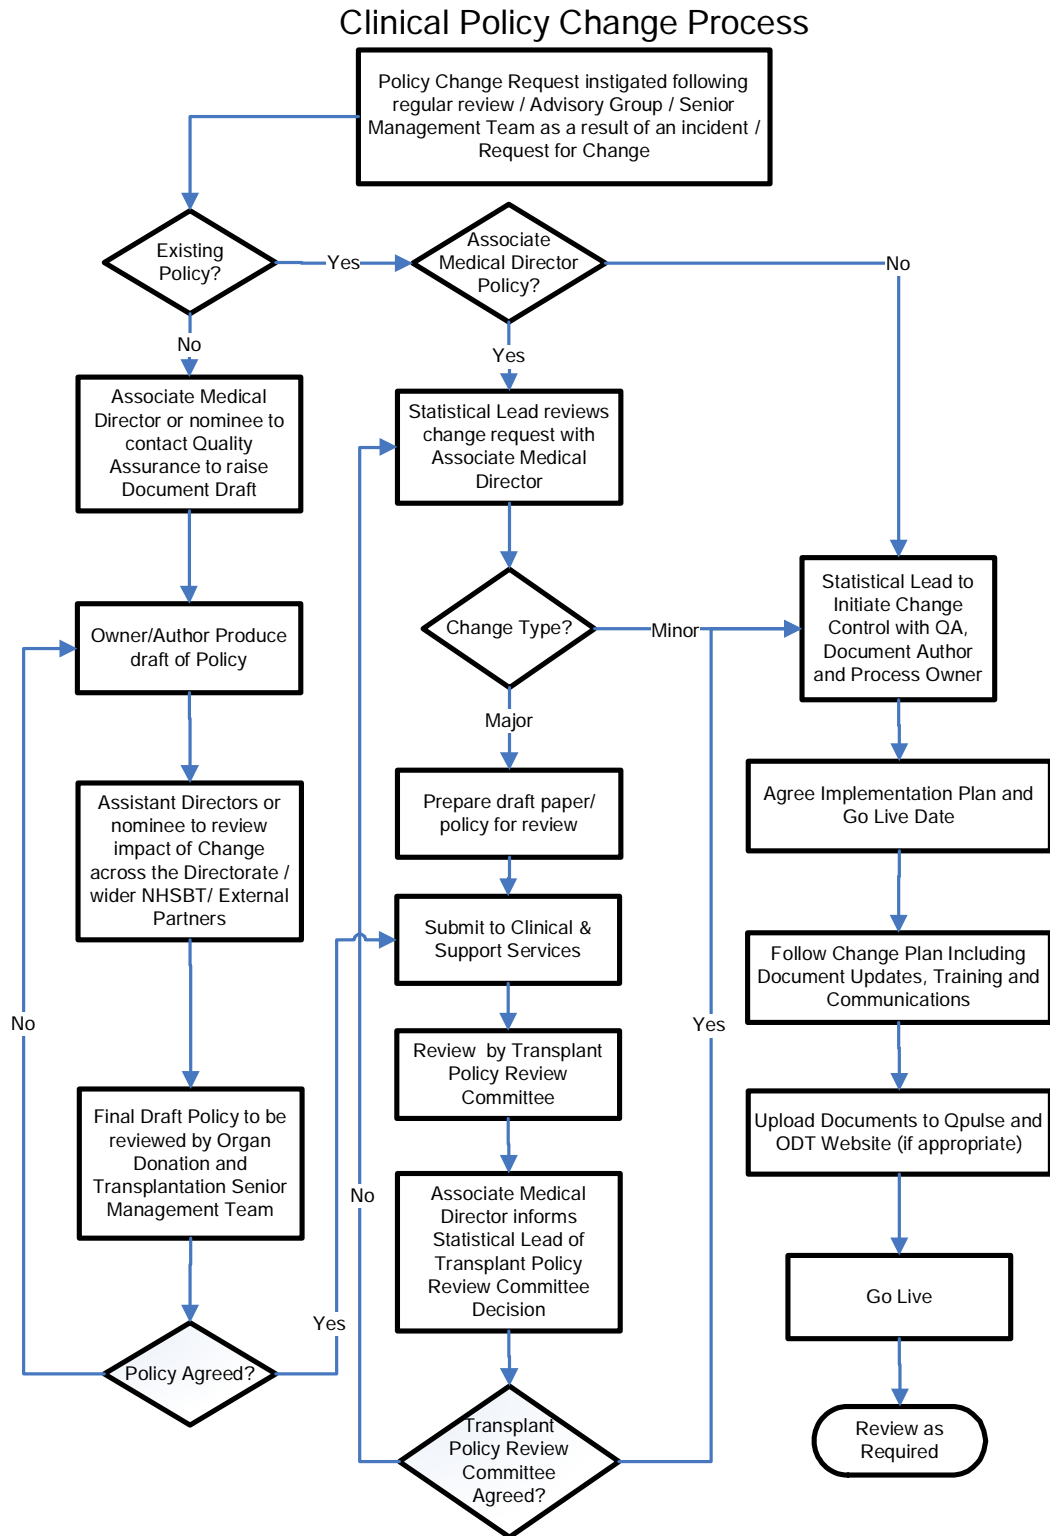 Clinical Policy Change Process
Policy Change Request instigated following
regular review / Advisory Group / Senior
Management Team as a result of an incident /
Request for Change
Existing
Policy?
Yes
Associate
Medical Director
Policy?
No
No
Yes
Associate Medical
Director or nominee to
contact Quality
Assurance to raise
Document Draft
Statistical Lead reviews
change request with
Associate Medical
Director
Owner/Author Produce
draft of Policy
Change Type?
Minor
Statistical Lead to
Initiate Change
Control with QA,
Document Author
and Process Owner
Major
Assistant Directors or
nominee to review
impact of Change
across the Directorate /
wider NHSBT/ External
Partners
Prepare draft paper/
policy for review
Agree Implementation Plan and
Go Live Date
Submit to Clinical &
Support Services
Follow Change Plan Including
Document Updates, Training and
Communications
No
Yes
Review  by Transplant
Policy Review
Committee
Final Draft Policy to be
reviewed by Organ
Donation and
Transplantation Senior
Management Team
Upload Documents to Qpulse and
ODT Website (if appropriate)
No
Associate Medical
Director informs
Statistical Lead of
Transplant Policy
Review Committee
Decision
Go Live
Yes
Policy Agreed?
Transplant
Policy Review
Committee
Agreed?
Review as
Required